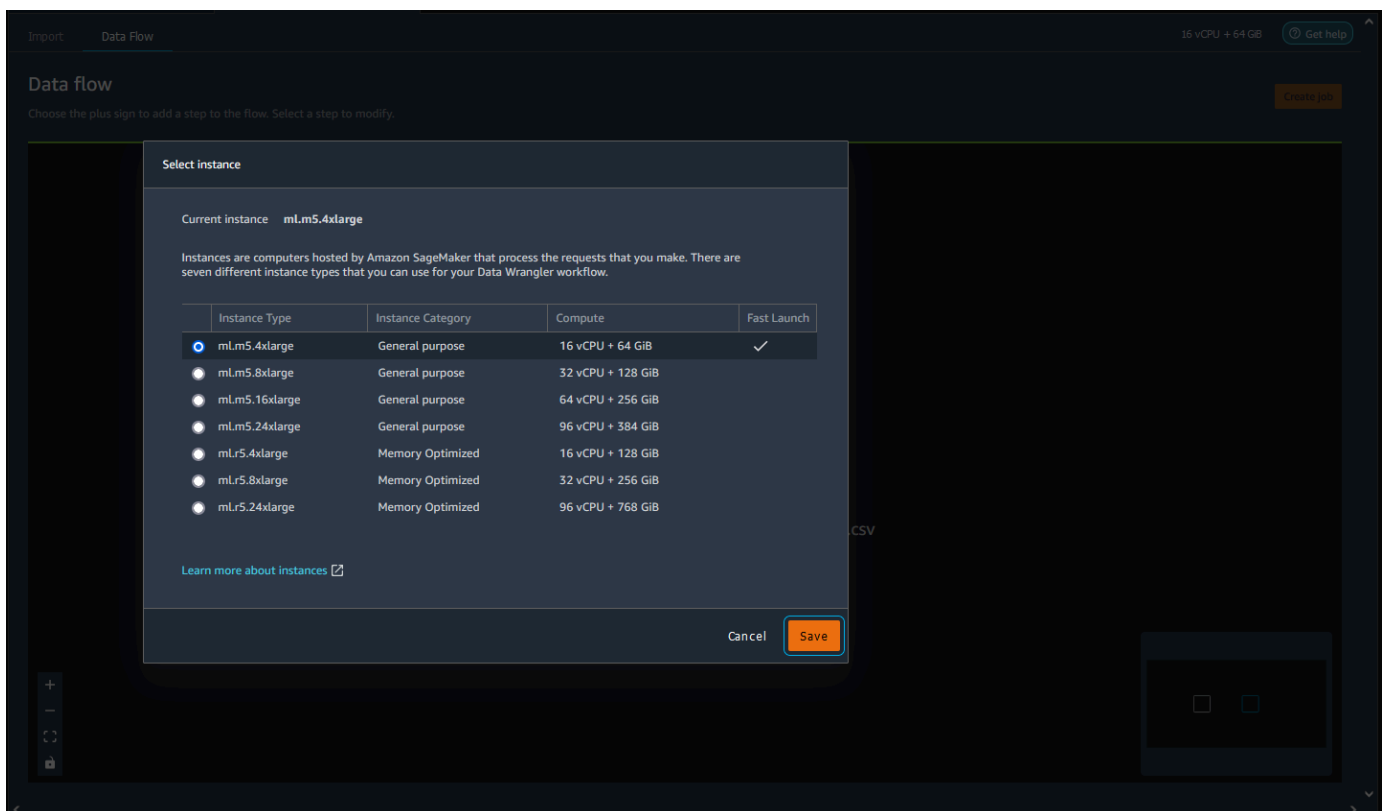 Import Data Flow 16 vCPU + 64 GiB Get help
Data flow
Create job
Choose the plus sign to add a step to the flow. Select a step to modify.
Select instance
Current instance ml.m5.4xlarge
Instances are computers hosted by Amazon SageMaker that process the requests that you make. There are
seven different instance types that you can use for your Data Wrangler workflow.
Instance Type Instance Category Compute Fast Launch
ml.m5.4xlarge General purpose 16 vCPU + 64 GiB
ml.m5.8xlarge General purpose 32 vCPU + 128 GiB
ml.m5.16xlarge General purpose 64 vCPU + 256 GiB
ml.m5.24xlarge General purpose 96 vCPU + 384 GiB
ml.r5.4xlarge Memory Optimized 16 vCPU + 128 GiB
ml.r5.8xlarge Memory Optimized 32 vCPU + 256 GiB
ml.r5.24xlarge Memory Optimized 96 vCPU + 768 GiB
.csv
Learn more about instances
Cancel Save